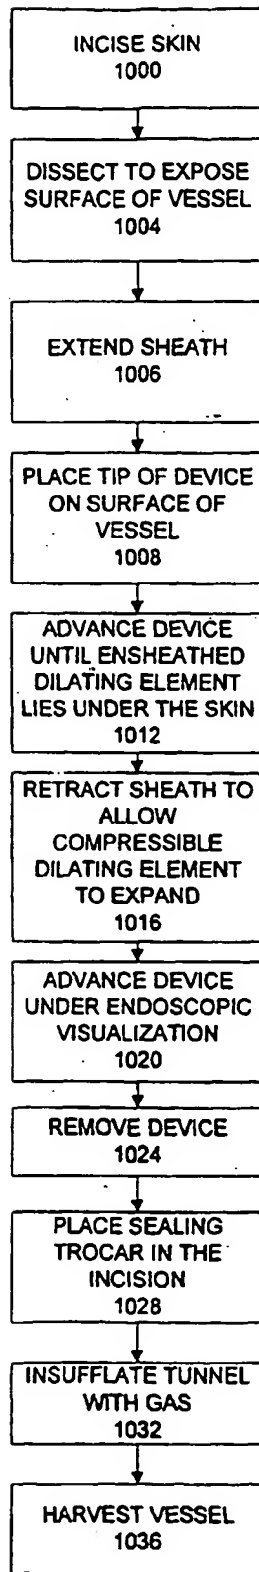 INCISE SKIN
1000
DISSECT TO EXPOSE
SURFACE OF VESSEL
1004
EXTEND SHEATH
1006
PLACE TIP OF DEVICE
ON SURFACE OF
VESSEL
1008
ADVANCE DEVICE
UNTIL ENSHEATHED
DILATING ELEMENT
LIES UNDER THE SKIN
1012
RETRACT SHEATH TO
ALLOW
COMPRESSIBLE
DILATING ELEMENT
TO EXPAND
1016
ADVANCE DEVICE
UNDER ENDOSCOPIC
VISUALIZATION
1020
REMOVE DEVICE
1024
PLACE SEALING
TROCAR IN THE
INCISION
1028
INSUFFLATE TUNNEL
WITH GAS
1032
HARVEST VESSEL
1036